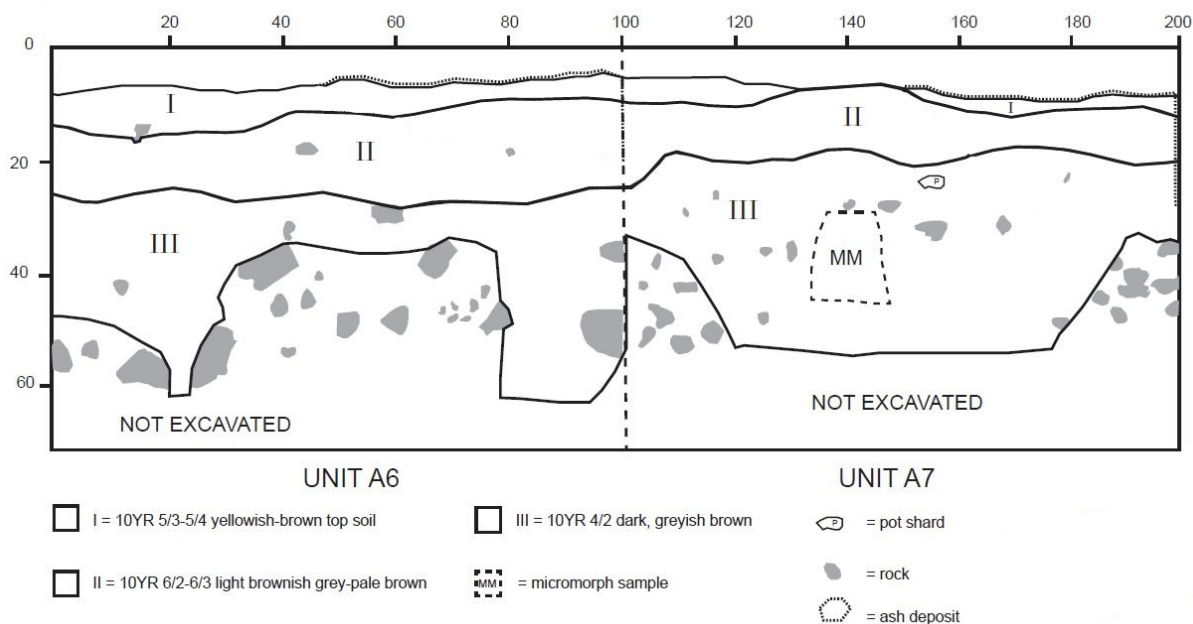 20 40 60 80 100 120 140 160 180 200
0
I
II
I
II
20
P
III
III
40
MM
60
NOT EXCAVATED
NOT EXCAVATED
UNIT A6
UNIT A7
I = 10YR 5/3-5/4 yellowish-brown top soil
III = 10YR 4/2 dark, greyish brown
P = pot shard
II = 10YR 6/2-6/3 light brownish grey-pale brown
MM = micromorph sample
= rock
= ash deposit